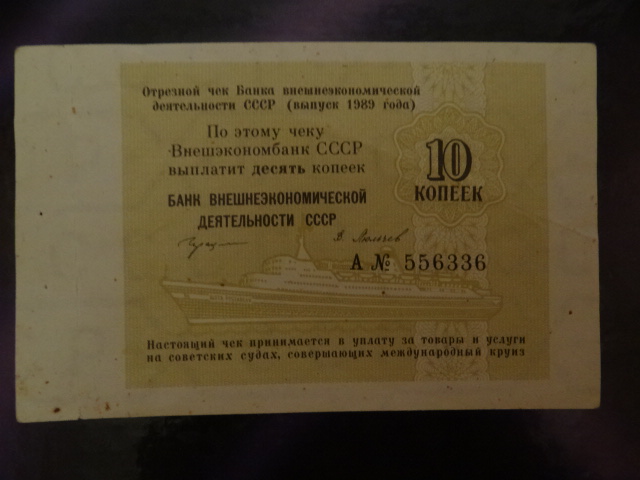 Отрезной чек Банка внешнеэкономической
деятельности СССР (выпуск 1989 года)
По этому чеку
Внешэкономбанк СССР
выплатит десять копеек
10
КОПЕЕК
БАНК ВНЕШНЕЭКОНОМИЧЕСКОЙ
ДЕЯТЕЛЬНОСТИ СССР
А № 556336
Настоящий чек принимается в уплату за товары и услуги
на советских судах, совершающих международный круиз